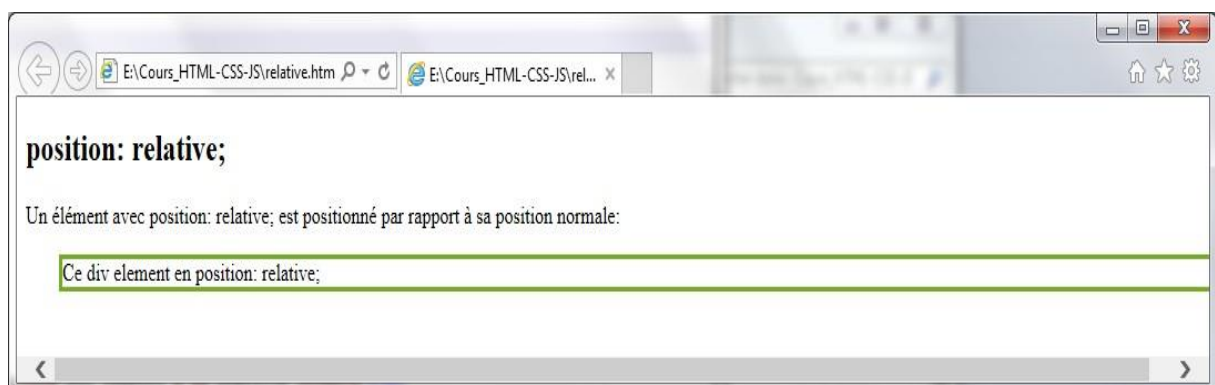 E:\Cours_HTML-CSS-JS\relative.htm
E:\Cours_HTML-CSS-JS\rel...
position: relative;
Un élément avec position: relative; est positionné par rapport à sa position normale:
Ce div element en position: relative;